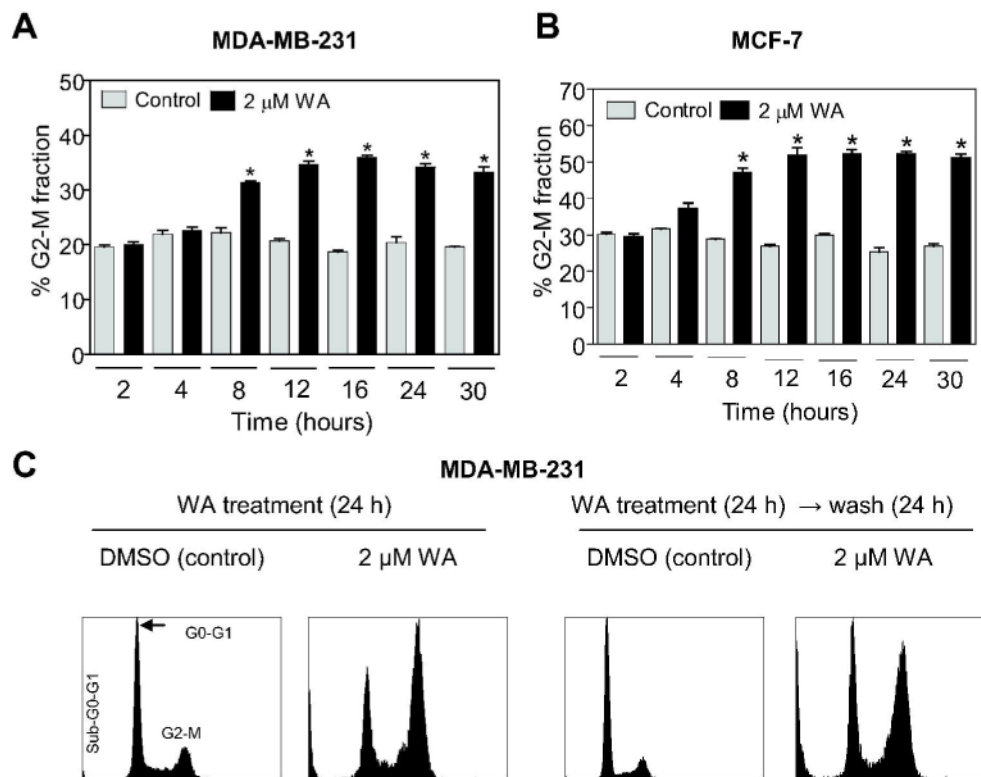 A
MDA-MB-231
50
40
30
20
10
0
% G2-M fraction
Control 2 μM WA
* * * * *
2 4 8 12 16 24 30
Time (hours)
B
MCF-7
70
60
50
40
30
20
10
0
% G2-M fraction
Control 2 μM WA
* * * * *
2 4 8 12 16 24 30
Time (hours)
C
MDA-MB-231
WA treatment (24 h)
DMSO (control) 2 μM WA
Sub-G0-G1
G0-G1
G2-M
WA treatment (24 h) → wash (24 h)
DMSO (control) 2 μM WA